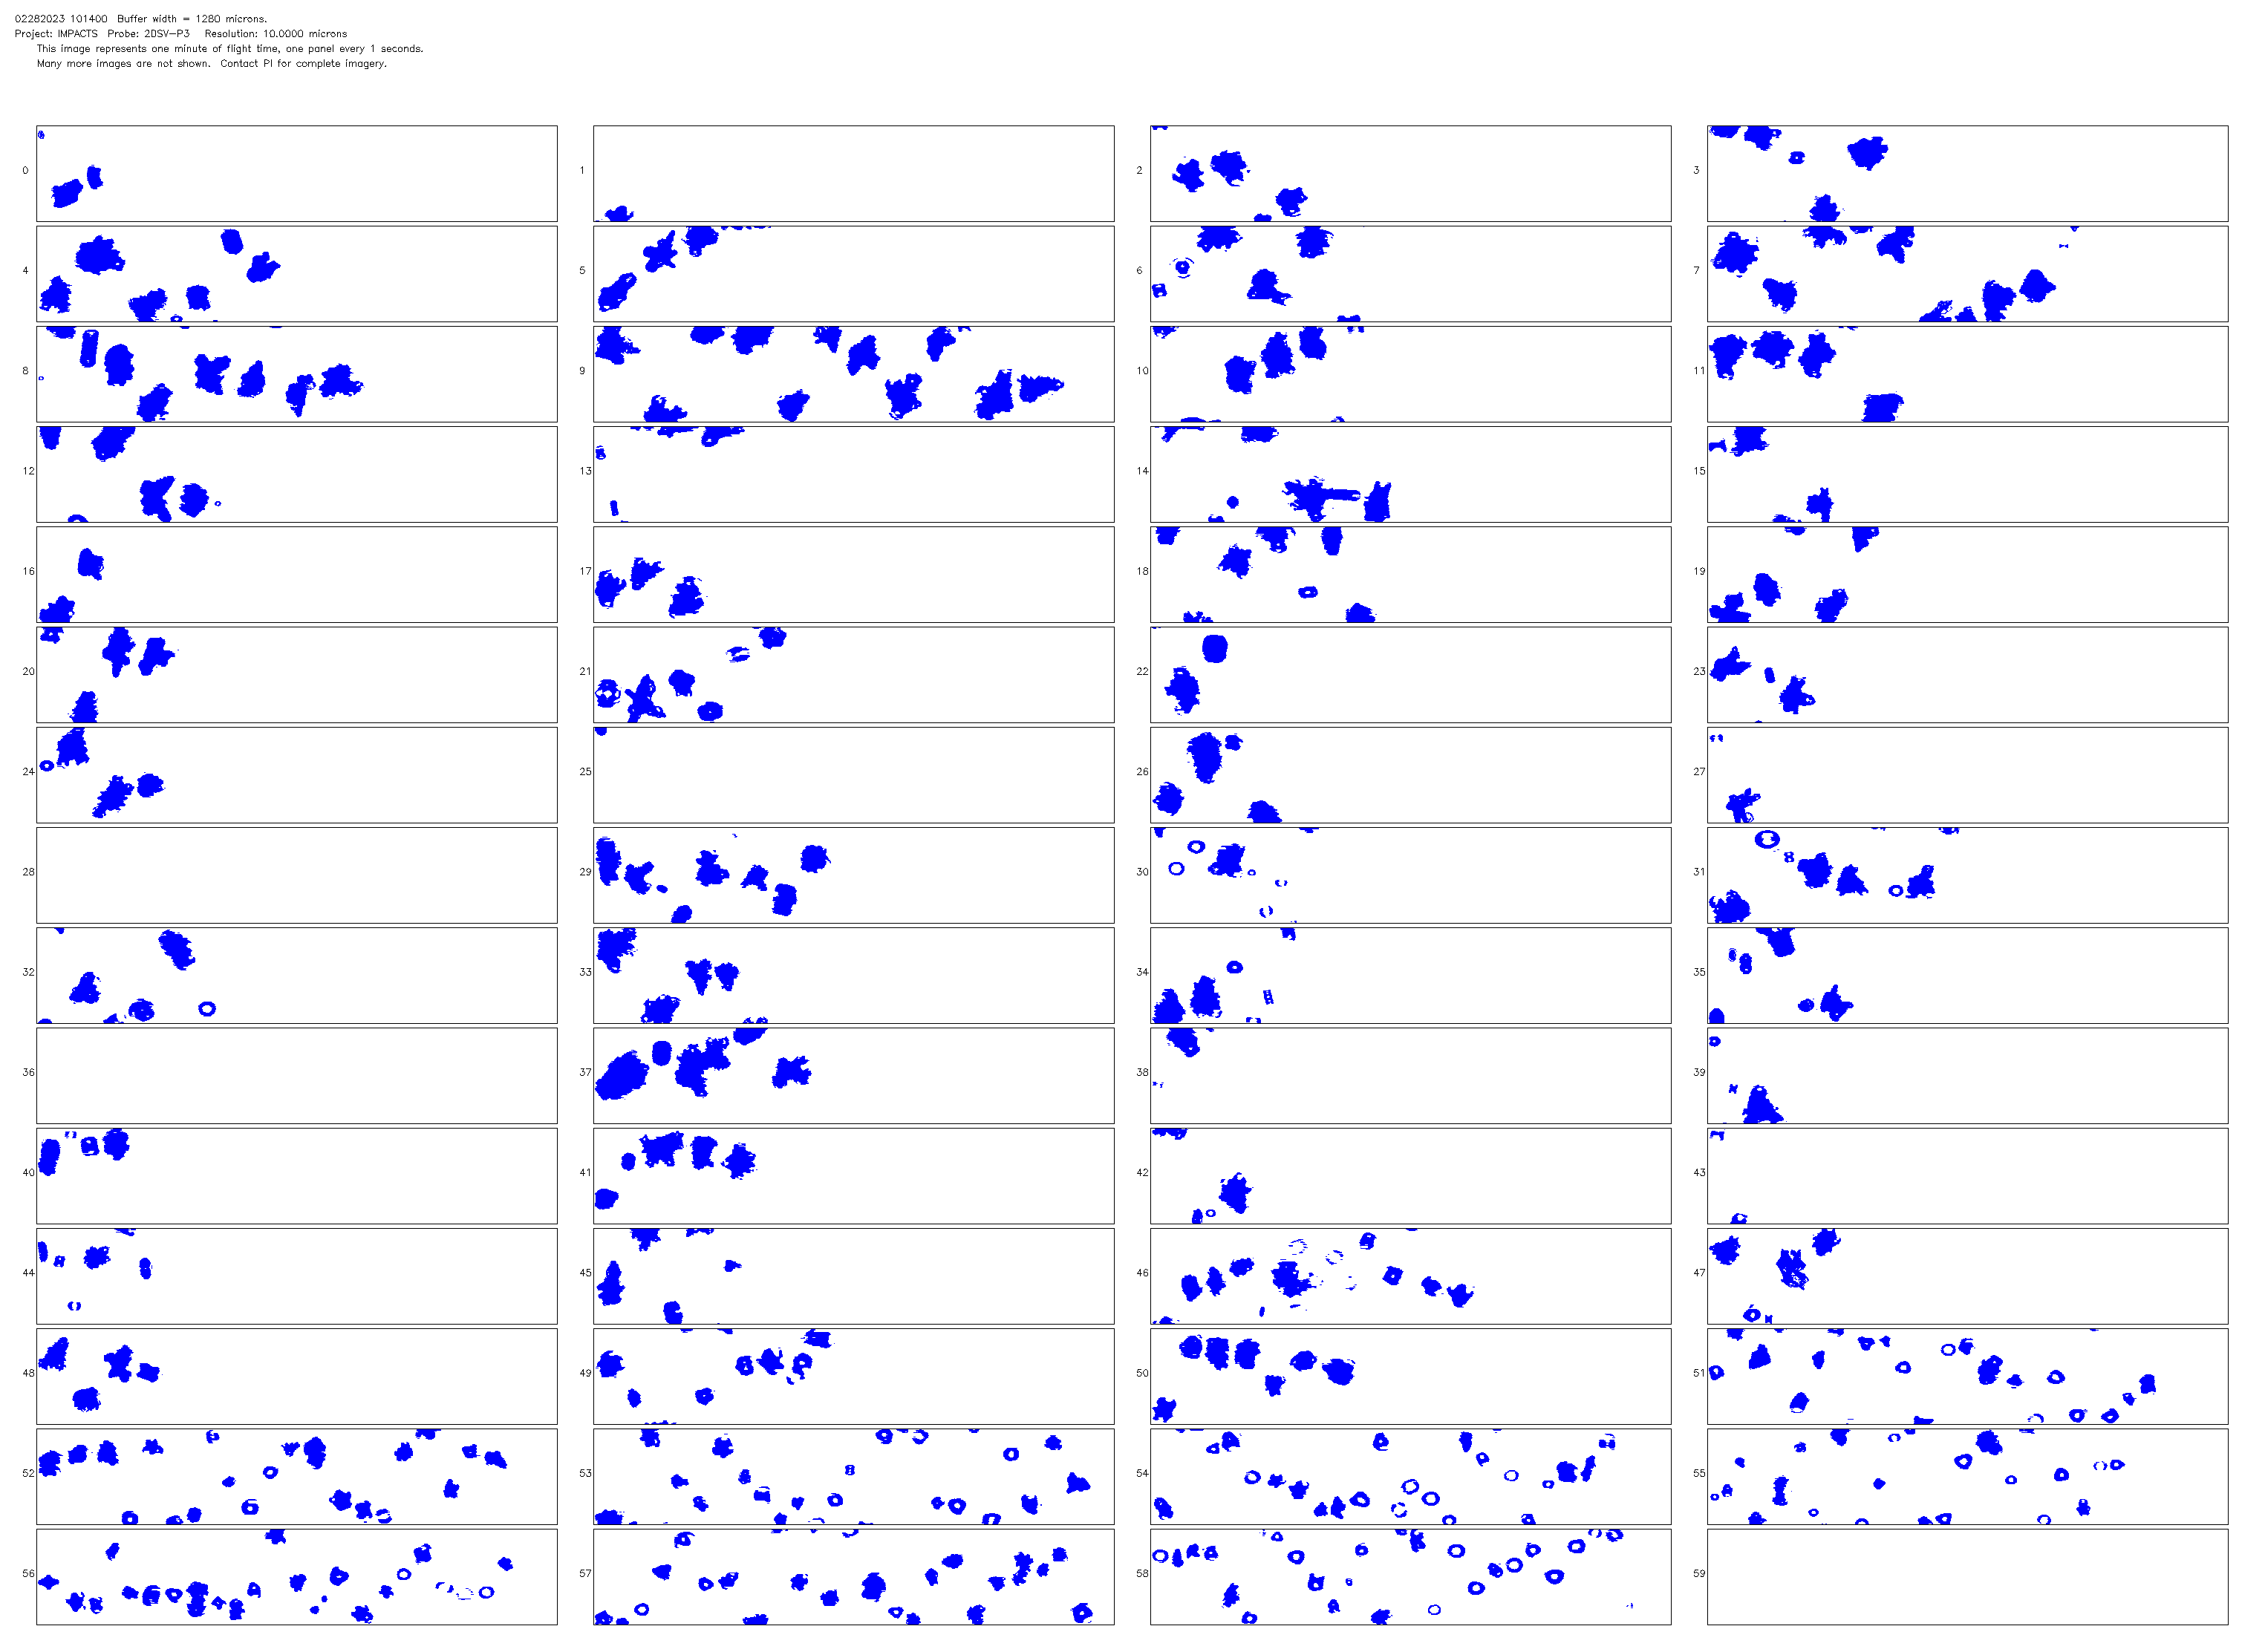 02282023 101400 Buffer width = 1280 microns.
Project: IMPACTS Probe: 2DSV-P3 Resolution: 10.0000 microns
This image represents one minute of flight time, one panel every 1 seconds.
Many more images are not shown. Contact PI for complete imagery.
0 1 2 3
4 5 6 7
8 9 10 11
12 13 14 15
16 17 18 19
20 21 22 23
24 25 26 27
28 29 30 31
32 33 34 35
36 37 38 39
40 41 42 43
44 45 46 47
48 49 50 51
52 53 54 55
56 57 58 59